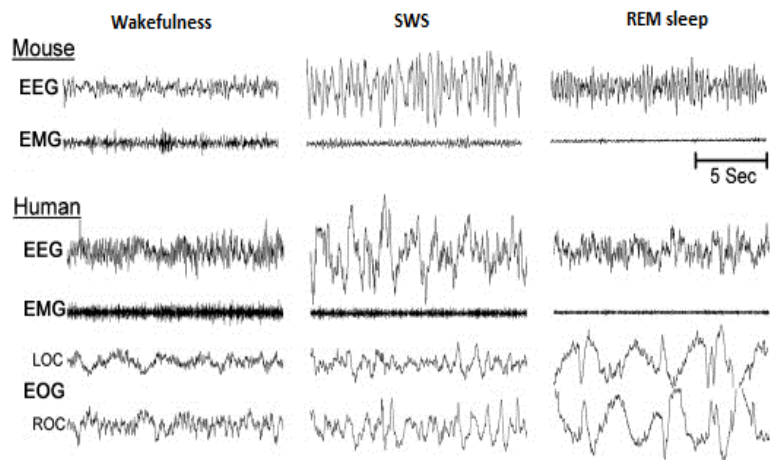 Wakefulness SWS REM sleep
Mouse
EEG
EMG
5 Sec
Human
EEG
EMG
LOC
EOG
ROC